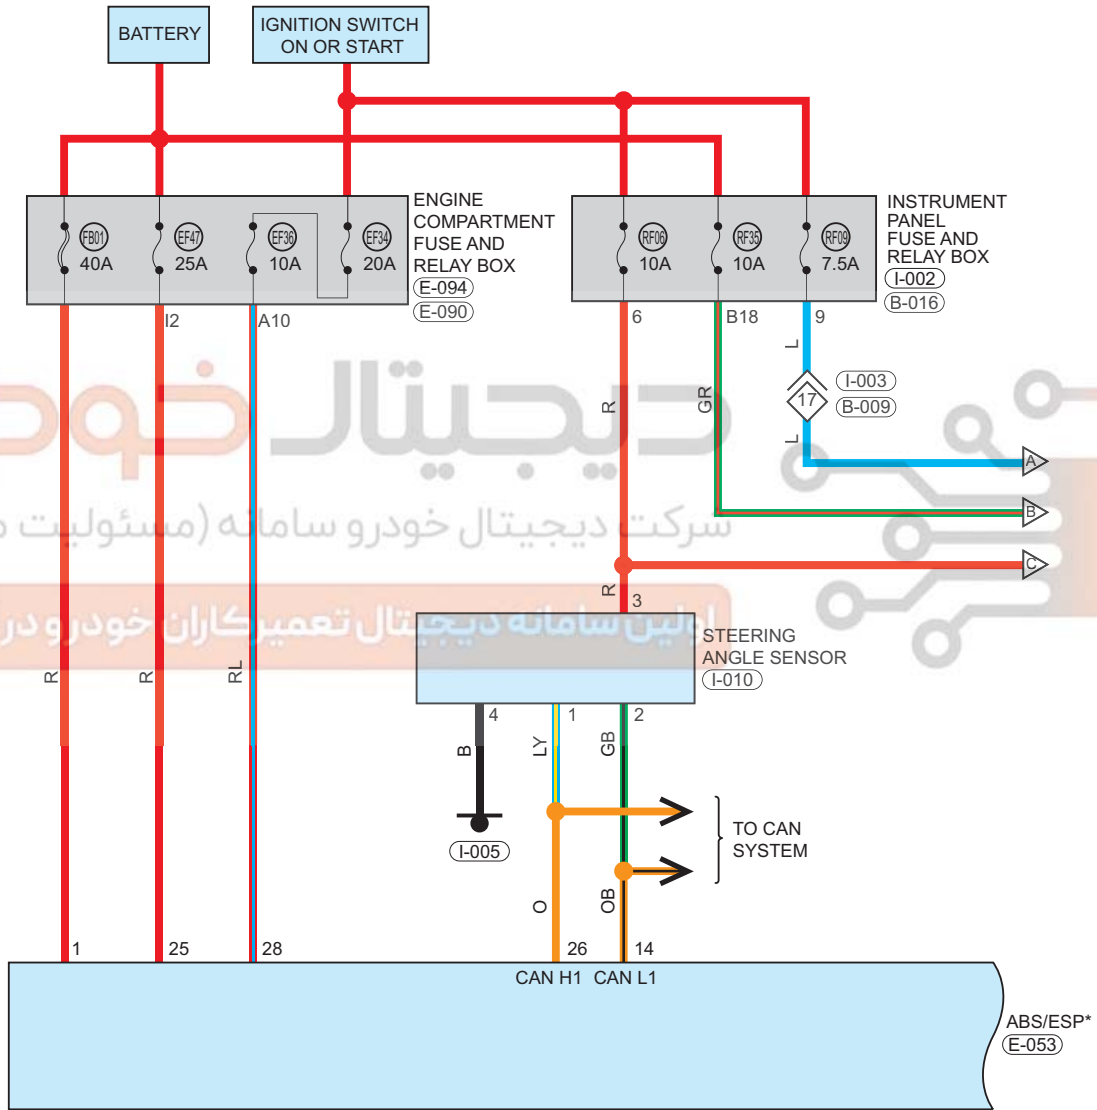 BATTERY
IGNITION SWITCH
ON OR START
ENGINE
COMPARTMENT
FUSE AND
RELAY BOX
E-094
E-090
FB01
40A
EF47
25A
EF36
10A
EF34
20A
INSTRUMENT
PANEL
FUSE AND
RELAY BOX
I-002
B-016
RF06
10A
RF35
10A
RF09
7.5A
I2
A10
6
B18
9
L
17
I-003
B-009
L
R
GR
A
B
C
دیجیتال خود
شرکت دیجیتال خودرو سامانه (مسئولیت
اولین سامانه دیجیتال تعمیرکاران خودرو در
R
3
STEERING
ANGLE SENSOR
I-010
R
R
RL
4
1
2
B
LY
GB
I-005
TO CAN
SYSTEM
O
OB
1
25
28
26
14
CAN H1
CAN L1
ABS/ESP*
E-053